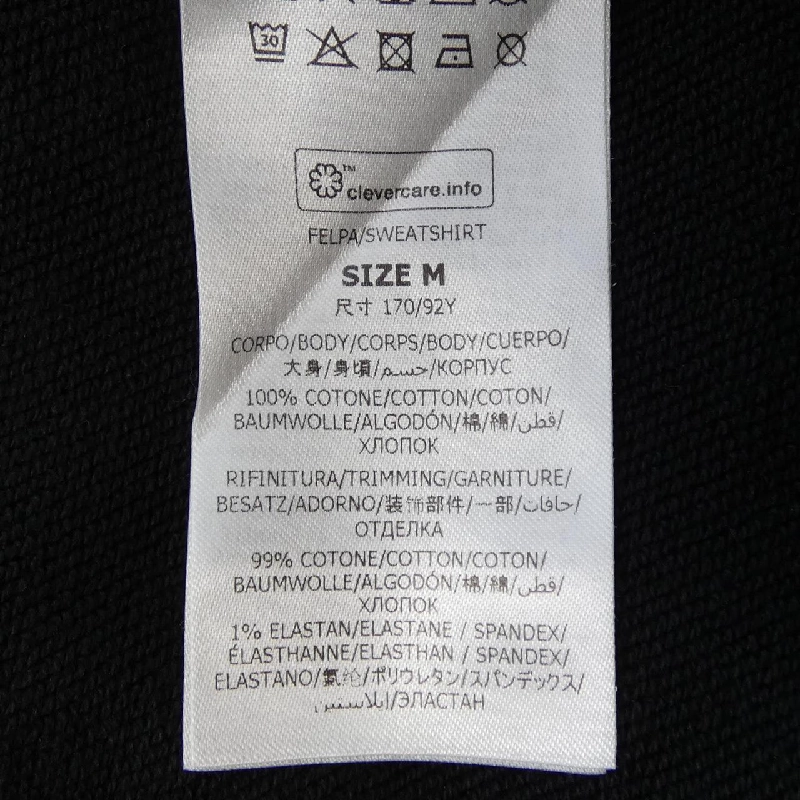 30
™
clevercare.info
FELPA/SWEATSHIRT
SIZE M
尺寸 170/92Y
CORPO/BODY/CORPS/BODY/CUERPO/
大身/身頃/جسم/КОРПУС
100% COTONE/COTTON/COTON/
BAUMWOLLE/ALGODÓN/棉/綿/قطن/
ХЛОПОК
RIFINITURA/TRIMMING/GARNITURE/
BESATZ/ADORNO/装饰部件/一部/حافات/
ОТДЕЛКА
99% COTONE/COTTON/COTON/
BAUMWOLLE/ALGODÓN/棉/綿/قطن/
ХЛОПОК
1% ELASTAN/ELASTANE / SPANDEX/
ÉLASTHANNE/ELASTHAN / SPANDEX/
ELASTANO/氨纶/ポリウレタン/スパンデックス/
/ЭЛАСТАН